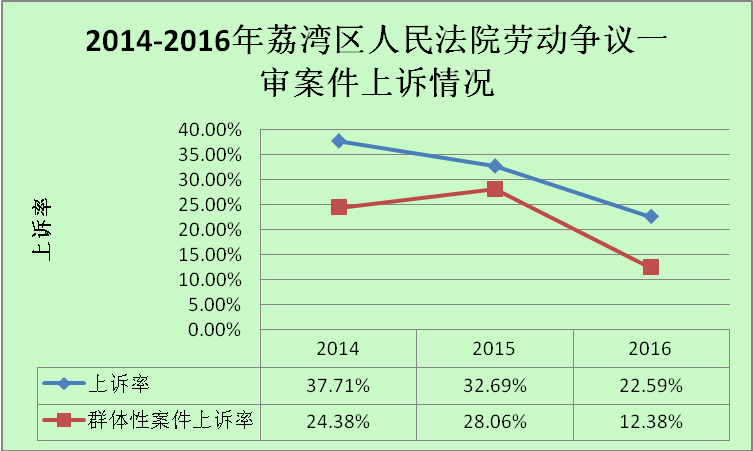 2014-2016年荔湾区人民法院劳动争议一
审案件上诉情况
上诉率
40.00%
35.00%
30.00%
25.00%
20.00%
15.00%
10.00%
5.00%
0.00%
2014 2015 2016
上诉率 37.71% 32.69% 22.59%
群体性案件上诉率 24.38% 28.06% 12.38%